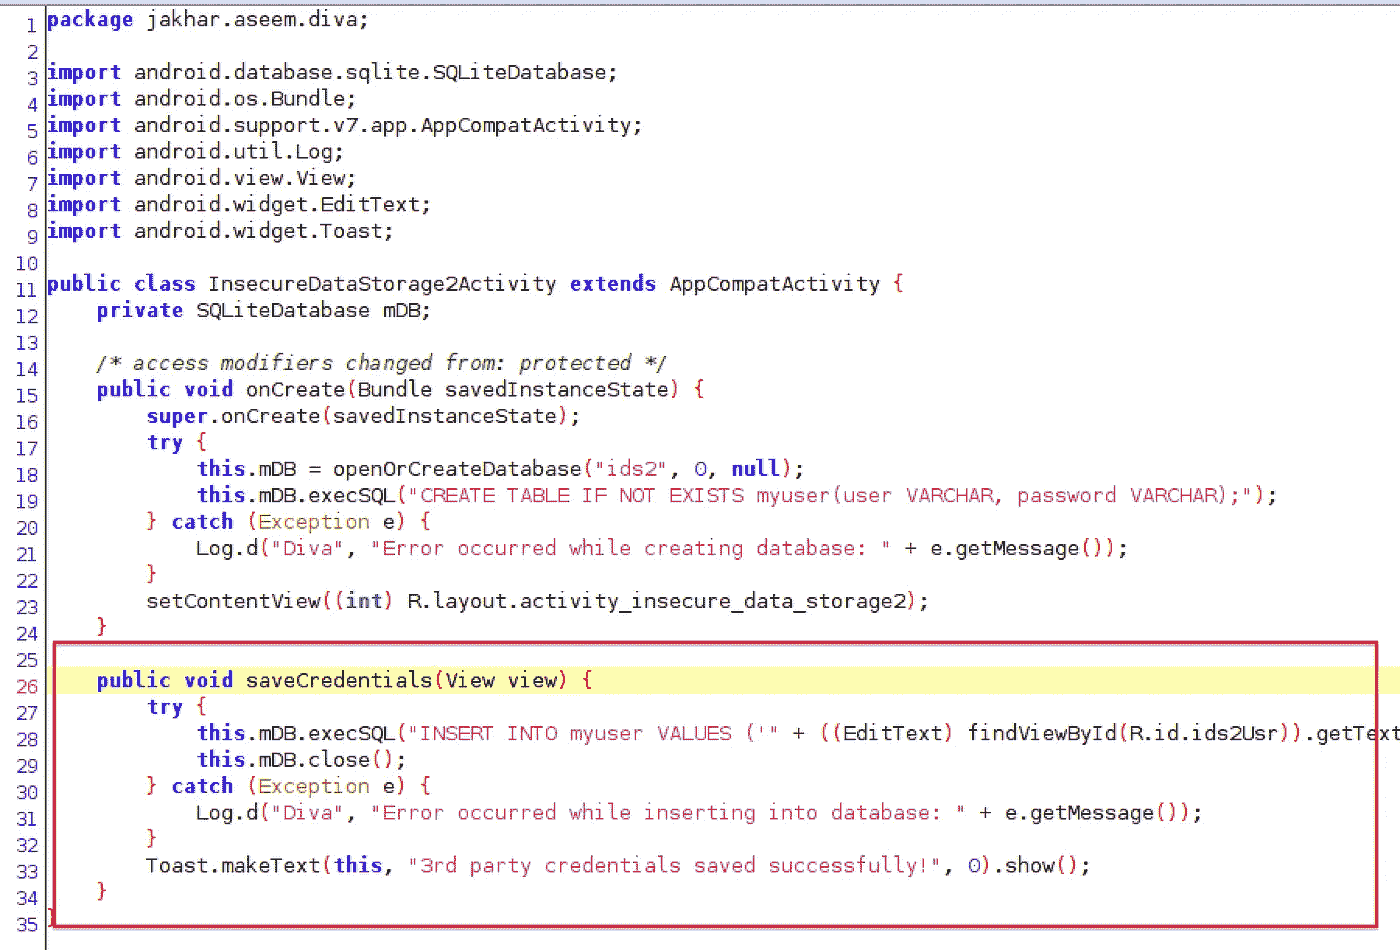 1 package jakhar.aseem.diva;
2
3 import android.database.sqlite.SQLiteDatabase;
4 import android.os.Bundle;
5 import android.support.v7.app.AppCompatActivity;
6 import android.util.Log;
7 import android.view.View;
8 import android.widget.EditText;
9 import android.widget.Toast;
10
11 public class InsecureDataStorage2Activity extends AppCompatActivity {
12     private SQLiteDatabase mDB;
13
14     /* access modifiers changed from: protected */
15     public void onCreate(Bundle savedInstanceState) {
16         super.onCreate(savedInstanceState);
17         try {
18             this.mDB = openOrCreateDatabase("ids2", 0, null);
19             this.mDB.execSQL("CREATE TABLE IF NOT EXISTS myuser(user VARCHAR, password VARCHAR);");
20         } catch (Exception e) {
21             Log.d("Diva", "Error occurred while creating database: " + e.getMessage());
22         }
23         setContentView((int) R.layout.activity_insecure_data_storage2);
24     }
25
26     public void saveCredentials(View view) {
27         try {
28             this.mDB.execSQL("INSERT INTO myuser VALUES ('" + ((EditText) findViewById(R.id.ids2Usr)).getText
29             this.mDB.close();
30         } catch (Exception e) {
31             Log.d("Diva", "Error occurred while inserting into database: " + e.getMessage());
32         }
33         Toast.makeText(this, "3rd party credentials saved successfully!", 0).show();
34     }
35 }